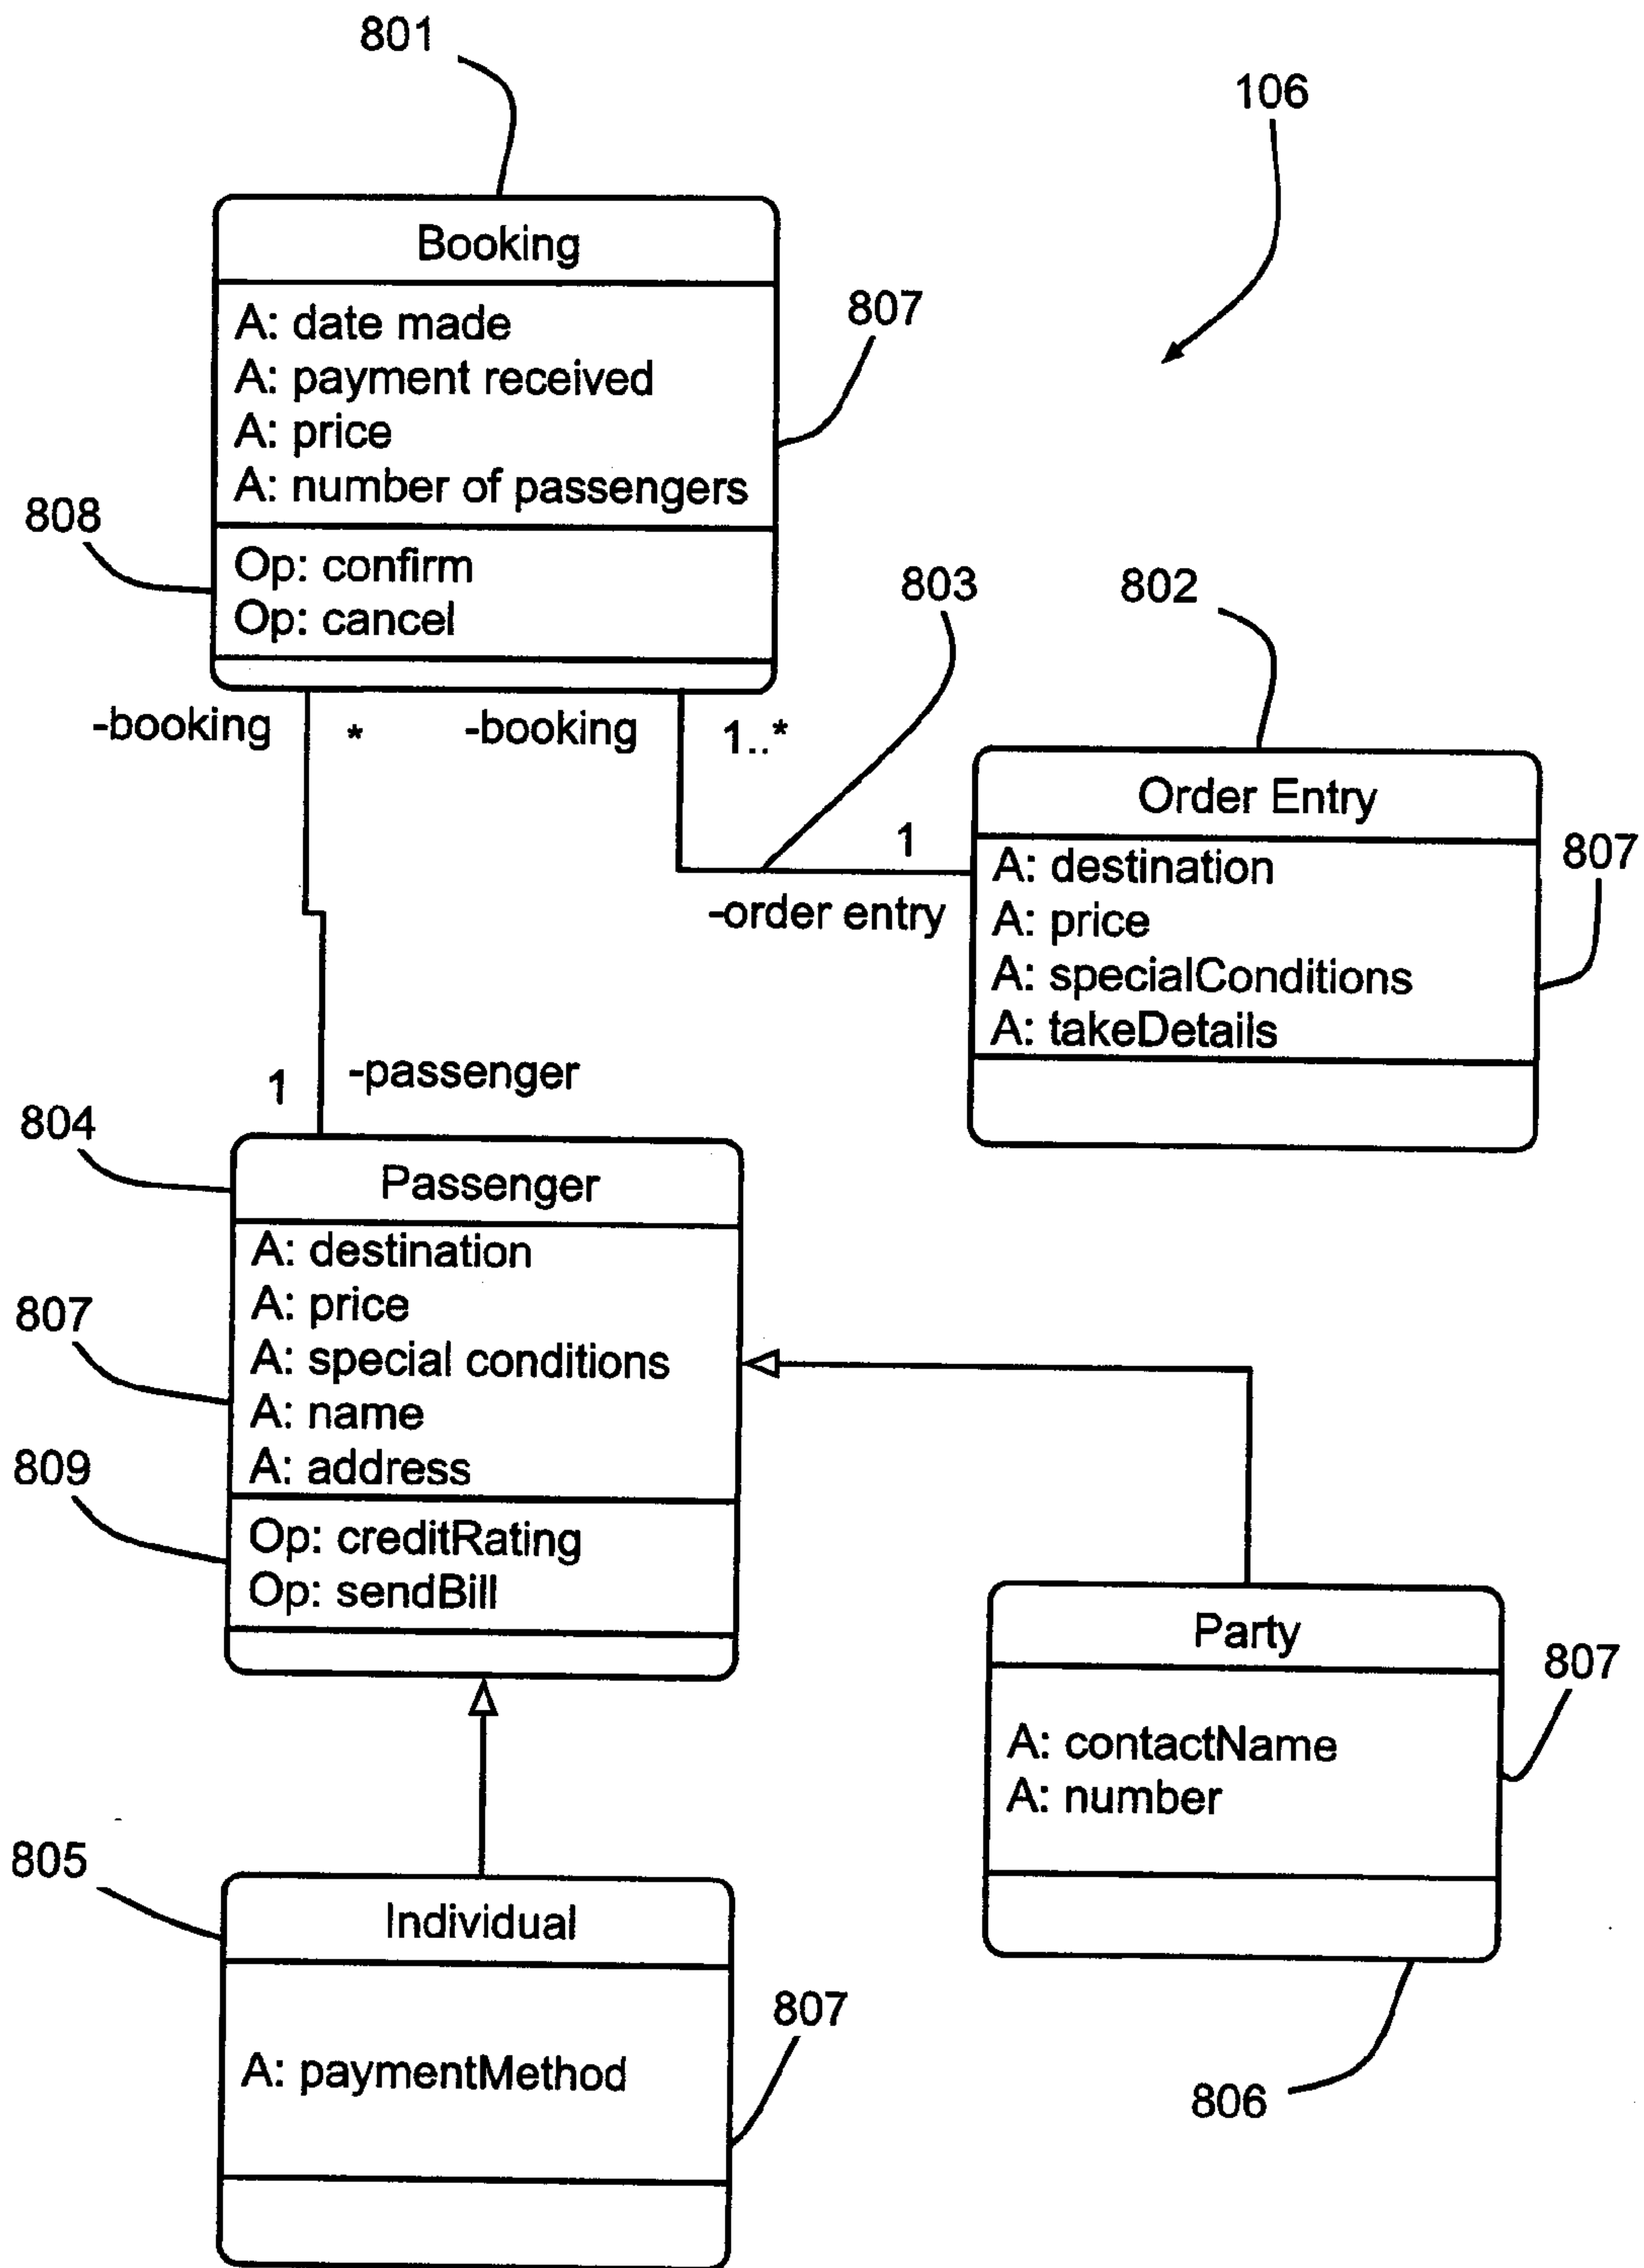 801
106
Booking
A: date made
A: payment received
A: price
A: number of passengers
807
808
Op: confirm
Op: cancel
803
802
-booking
*
-booking
1..*
Order Entry
A: destination
A: price
A: specialConditions
A: takeDetails
807
1
-order entry
1
-passenger
804
Passenger
A: destination
A: price
A: special conditions
A: name
A: address
807
809
Op: creditRating
Op: sendBill
Party
A: contactName
A: number
807
805
Individual
A: paymentMethod
807
806